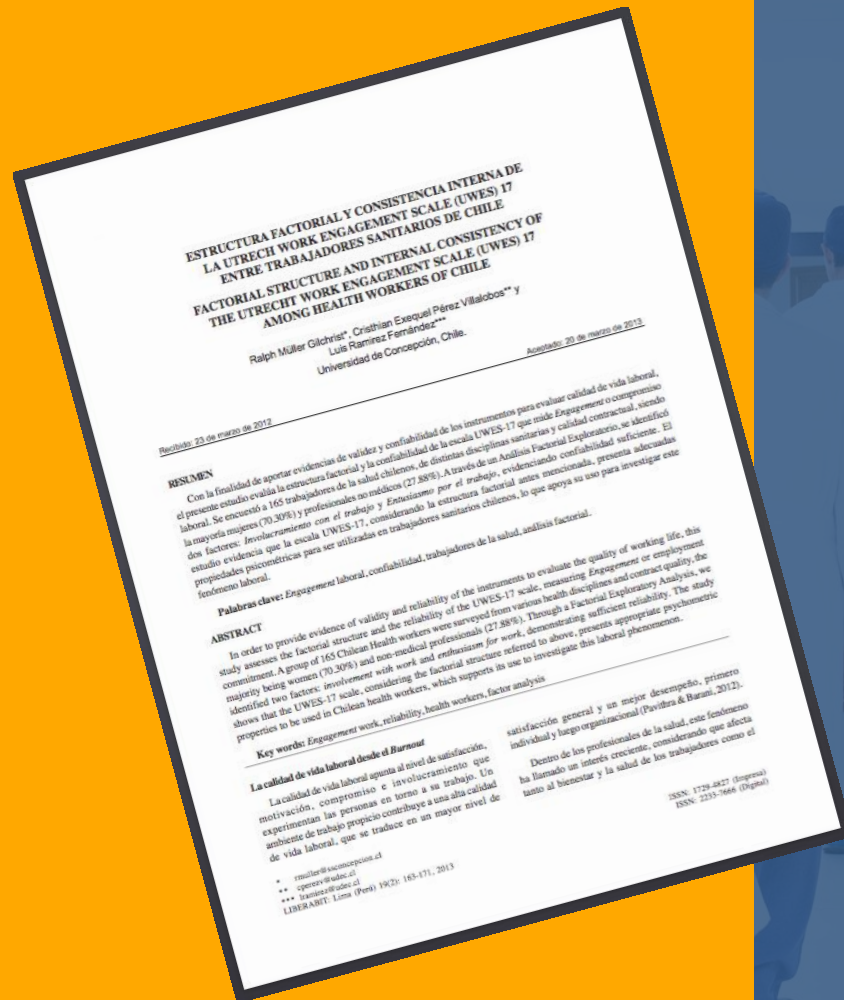 ESTRUCTURA FACTORIAL Y CONSISTENCIA INTERNA DE
LA UTRECH WORK ENGAGEMENT SCALE (UWES) 17
ENTRE TRABAJADORES SANITARIOS DE CHILE
FACTORIAL STRUCTURE AND INTERNAL CONSISTENCY OF
THE UTRECHT WORK ENGAGEMENT SCALE (UWES) 17
AMONG HEALTH WORKERS OF CHILE
Ralph Müller Gilchrist*, Cristhian Exequel Pérez Villalobos** y
Luis Ramírez Fernández***
Universidad de Concepción, Chile.
Recibido: 23 de marzo de 2012
Aceptado: 20 de marzo de 2013
RESUMEN
Con la finalidad de aportar evidencias de validez y confiabilidad de los instrumentos para evaluar calidad de vida laboral,
el presente estudio evalúa la estructura factorial y la confiabilidad de la escala UWES-17 que mide Engagement o compromiso
laboral. Se encuestó a 165 trabajadores de la salud chilenos, de distintas disciplinas sanitarias y calidad contractual, siendo
la mayoría mujeres (70.30%) y profesionales no médicos (27.88%). A través de un Análisis Factorial Exploratorio, se identificó
dos factores: Involucramiento con el trabajo y Entusiasmo por el trabajo, evidenciando confiabilidad suficiente. El
estudio evidencia que la escala UWES-17, considerando la estructura factorial antes mencionada, presenta adecuadas
propiedades psicométricas para ser utilizadas en trabajadores sanitarios chilenos, lo que apoya su uso para investigar este
fenómeno laboral.
Palabras clave: Engagement laboral, confiabilidad, trabajadores de la salud, análisis factorial.
ABSTRACT
In order to provide evidence of validity and reliability of the instruments to evaluate the quality of working life, this
study assesses the factorial structure and the reliability of the UWES-17 scale, measuring Engagement or employment
commitment. A group of 165 Chilean Health workers were surveyed from various health disciplines and contract quality, the
majority being women (70.30%) and non-medical professionals (27.88%). Through a Factorial Exploratory Analysis, we
identified two factors: involvement with work and enthusiasm for work, demonstrating sufficient reliability. The study
shows that the UWES-17 scale, considering the factorial structure referred to above, presents appropriate psychometric
properties to be used in Chilean health workers, which supports its use to investigate this laboral phenomenon.
Key words: Engagement work, reliability, health workers, factor analysis
La calidad de vida laboral desde el Burnout
La calidad de vida laboral apunta al nivel de satisfacción,
motivación, compromiso e involucramiento que
experimentan las personas en torno a su trabajo. Un
ambiente de trabajo propicio contribuye a una alta calidad
de vida laboral, que se traduce en un mayor nivel de
satisfacción general y un mejor desempeño, primero
individual y luego organizacional (Pavithra & Barani, 2012).
Dentro de los profesionales de la salud, este fenómeno
ha llamado un interés creciente, considerando que afecta
tanto al bienestar y la salud de los trabajadores como el
* rmuller@ssconcepcion.cl
** cperezv@udec.cl
*** lramirez@udec.cl
LIBERABIT: Lima (Perú) 19(2): 163-171, 2013
ISSN: 1729-4827 (Impresa)
ISSN: 2233-7666 (Digital)